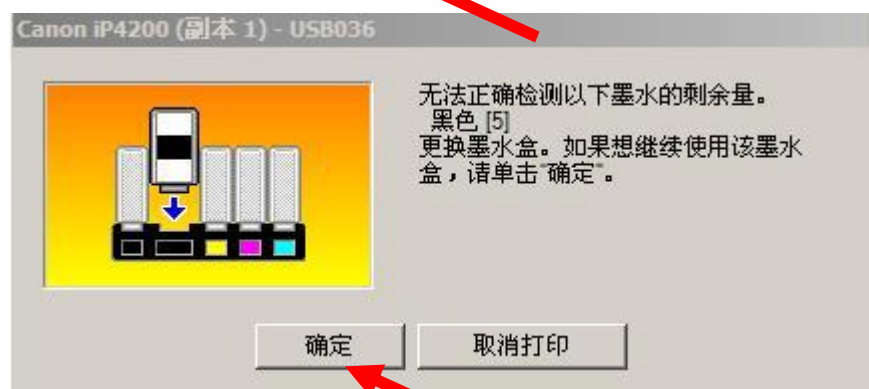 Canon iP4200 (副本 1) - USB036
无法正确检测以下墨水的剩余量。
黑色 [5]
更换墨水盒。如果想继续使用该墨水
盒，请单击“确定”。
确定
取消打印